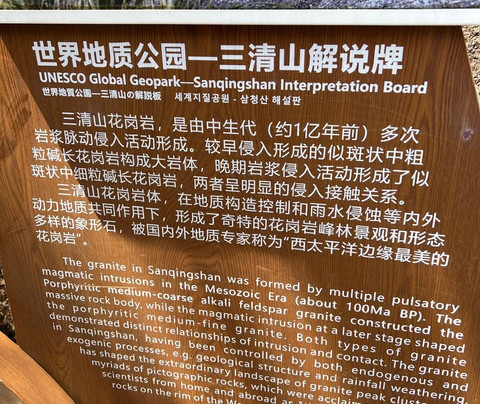 世界地质公园—三清山解说牌
UNESCO Global Geopark—Sanqingshan Interpretation Board
世界地質公園—三清山の解説板 세계지질공원 - 삼청산 해설판
三清山花岗岩，是由中生代（约1亿年前）多次
岩浆脉动侵入活动形成。较早侵入形成的似斑状中粗
粒碱长花岗岩构成大岩体，晚期岩浆侵入活动形成了似
斑状中细粒碱长花岗岩，两者呈明显的侵入接触关系。
三清山花岗岩体，在地质构造控制和雨水侵蚀等内外
动力地质共同作用下，形成了奇特的花岗岩峰林景观和形态
多样的象形石，被国内外地质专家称为“西太平洋边缘最美的
花岗岩”。
The granite in Sanqingshan was formed by multiple pulsatory
magmatic intrusions in the Mesozoic Era (about 100Ma BP). The
Porphyritic medium-coarse alkali feldspar granite constructed the
massive rock body, while the magmatic intrusion at a later stage shaped
the porphyritic medium-fine granite. Both types of granite
demonstrated distinct relationships of intrusion and contact. The granite
in Sanqingshan, having been controlled by both endogenous and
exogenic processes, e.g. geological structure and rainfall weathering,
has shaped the extraordinary landscape of granite peak
myriads of pictographic rocks, which were
scientists from home and abroad as
rocks on the rim of the